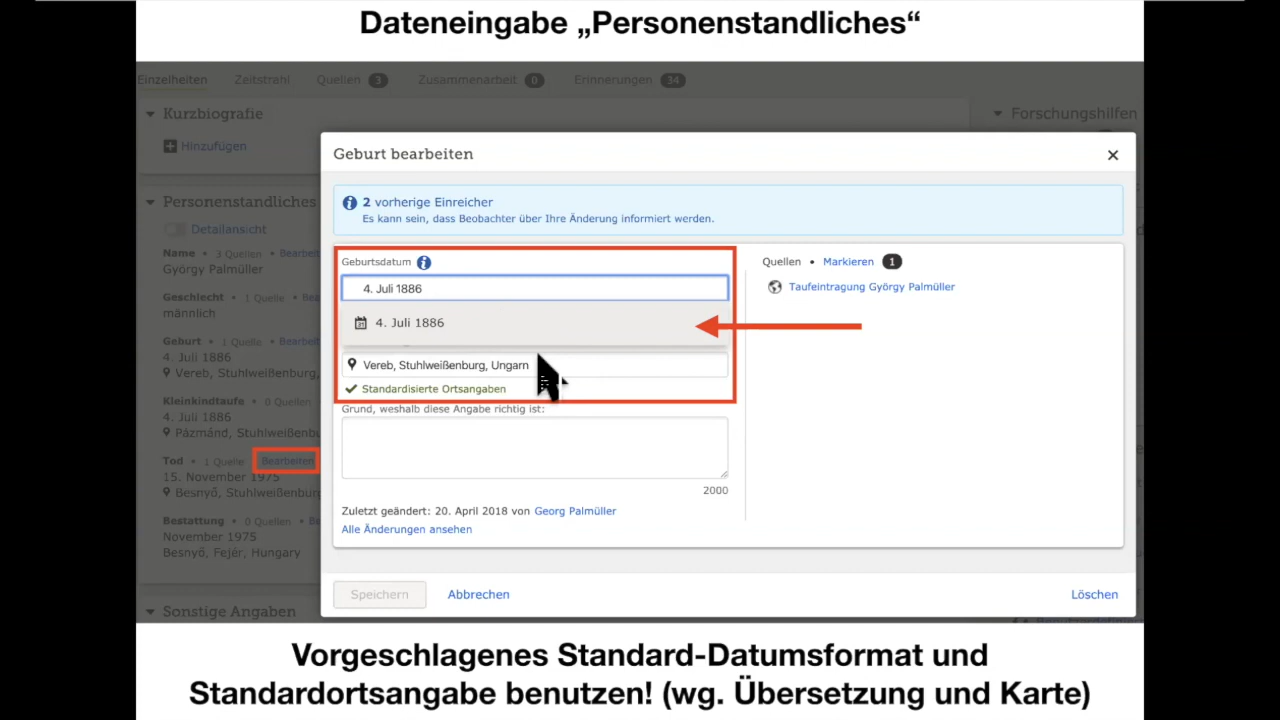 Dateneingabe „Personenstandliches“
Einzelheiten Zeitstrahl Quellen 3 Zusammenarbeit 0 Erinnerungen 34
Kurzbiografie
Forschungshilfen
Hinzufügen
Geburt bearbeiten
2 vorherige Einreicher
Es kann sein, dass Beobachter über Ihre Änderung informiert werden.
Personenstandliches
Detailansicht
Name • 3 Quellen •
György Palmüller
Geschlecht • 1 Quelle •
männlich
Geburt • 1 Quelle •
4. Juli 1886
Vereb, Stuhlweißenburg,
Kleinkindtaufe • 0 Quellen
4. Juli 1886
Pázmánd,
Tod • 1 Quelle Bearbeiten
15. November 1975
Besnyő, Stuhlweißenburg
Bestattung • 0 Quellen •
November 1975
Besnyő, Fejér, Hungary
Sonstige Angaben
Geburtsdatum
4. Juli 1886
4. Juli 1886
Vereb, Stuhlweißenburg, Ungarn
Standardisierte Ortsangaben
Grund, weshalb diese Angabe richtig ist:
2000
Zuletzt geändert: 20. April 2018 von Georg Palmüller
Alle Änderungen ansehen
Quellen • Markieren 1
Taufeintragung György Palmüller
Speichern Abbrechen Löschen
Vorgeschlagenes Standard-Datumsformat und
Standardortsangabe benutzen! (wg. Übersetzung und Karte)